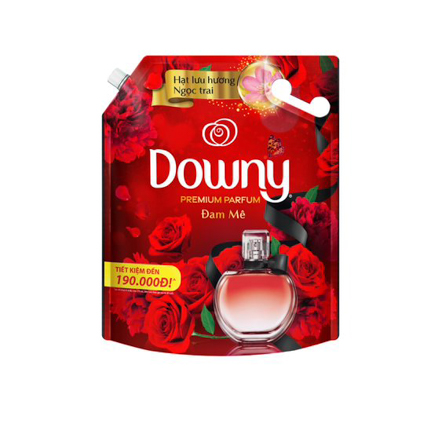 Hạt lưu hương
Ngọc trai
Downy
PREMIUM PARFUM
Đam Mê
TIẾT KIỆM ĐẾN
190.000Đ!*